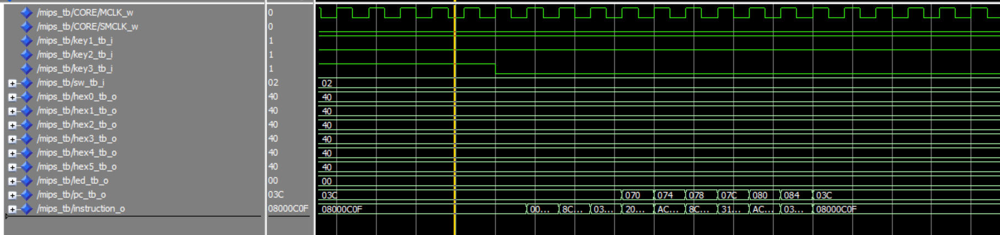 /mips_tb/CORE/MCLK_w 0
/mips_tb/CORE/SMCLK_w 0
/mips_tb/key1_tb_i 1
/mips_tb/key2_tb_i 1
/mips_tb/key3_tb_i 1
/mips_tb/sw_tb_i 02 02
/mips_tb/hex0_tb_o 40 40
/mips_tb/hex1_tb_o 40 40
/mips_tb/hex2_tb_o 40 40
/mips_tb/hex3_tb_o 40 40
/mips_tb/hex4_tb_o 40 40
/mips_tb/hex5_tb_o 40 40
/mips_tb/led_tb_o 00 00
/mips_tb/pc_tb_o 03C 03C 070 074 078 07C 080 084 03C
/mips_tb/instruction_o 08000C0F 08000C0F 00... 8C... 03... 20... AC... 8C... 31... AC... 03... 08000C0F